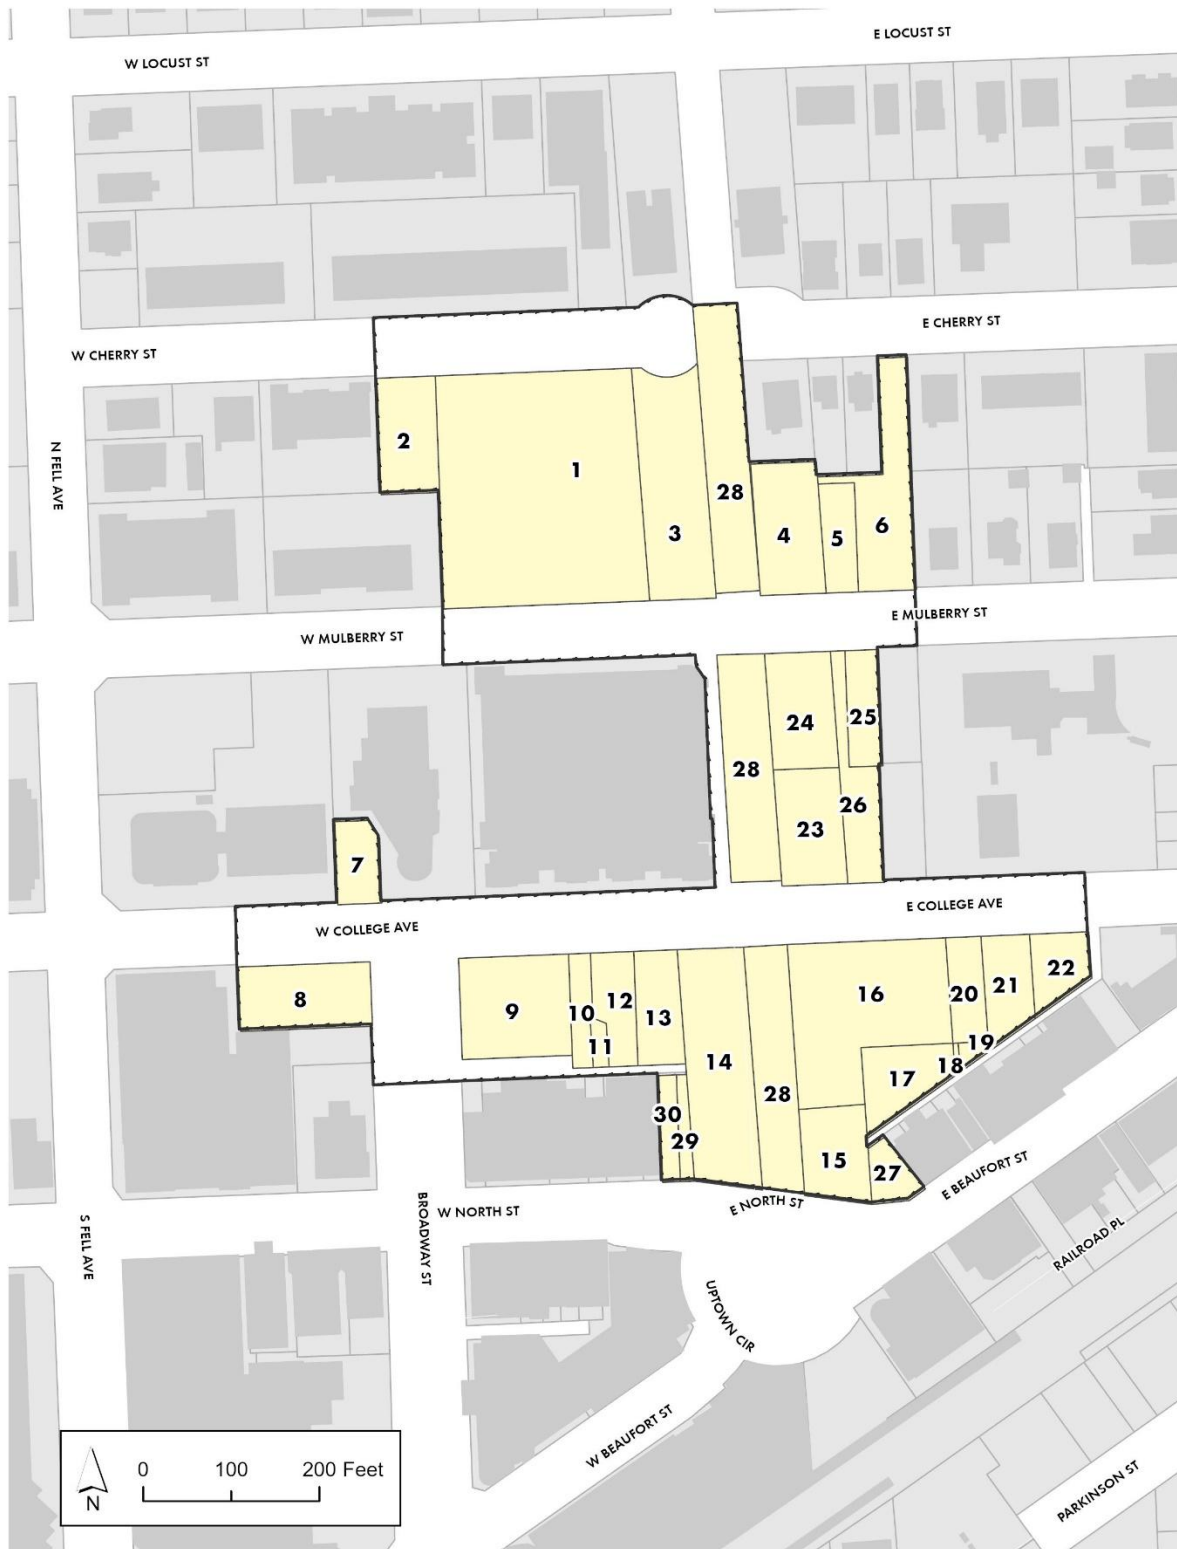 E LOCUST ST
W LOCUST ST
E CHERRY ST
W CHERRY ST
N FELL AVE
2
1
28
3
4
5
6
E MULBERRY ST
W MULBERRY ST
24
25
28
26
23
7
E COLLEGE AVE
W COLLEGE AVE
8
9
10
12
13
11
14
16
20
21
22
19
18
17
28
30
29
15
27
E NORTH ST
E BEAUFORT ST
W NORTH ST
BROADWAY ST
S FELL AVE
RAILROAD PL
UPTOWN CIR
W BEAUFORT ST
PARKINSON ST
0 100 200 Feet
N